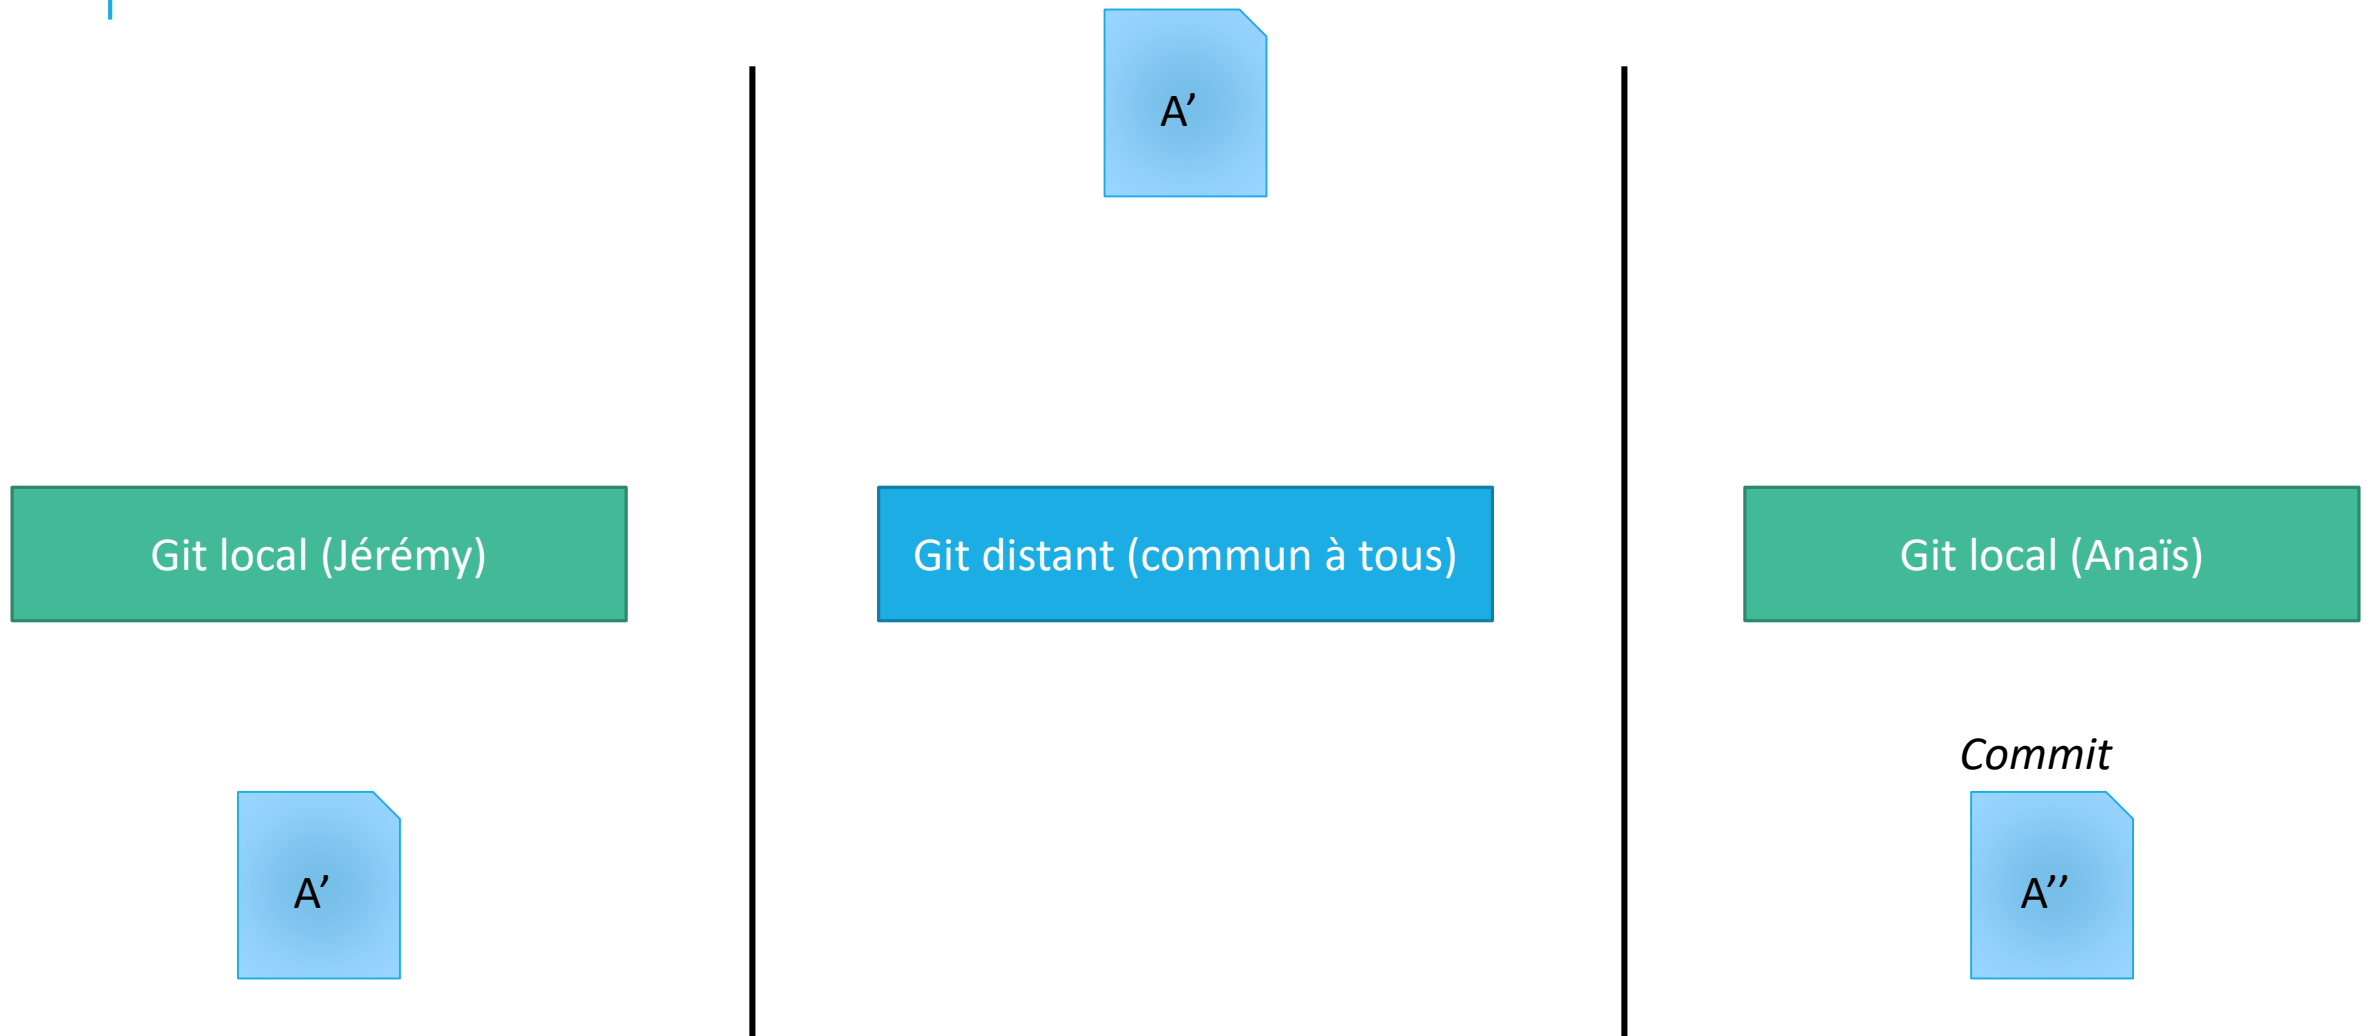 A’
Git local (Jérémy)
Git distant (commun à tous)
Git local (Anaïs)
Commit
A’
A’’